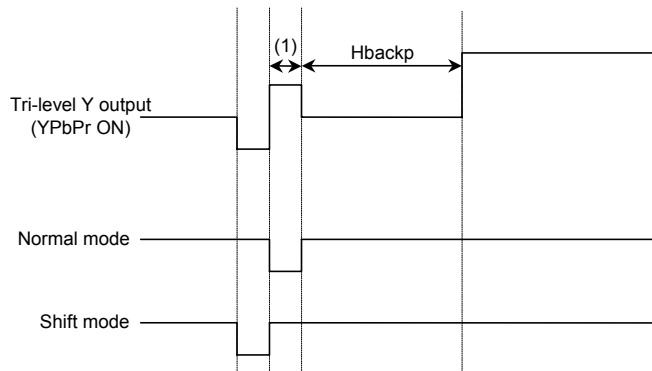 (1)
Hbackp
Tri-level Y output
(YPbPr ON)
Normal mode
Shift mode